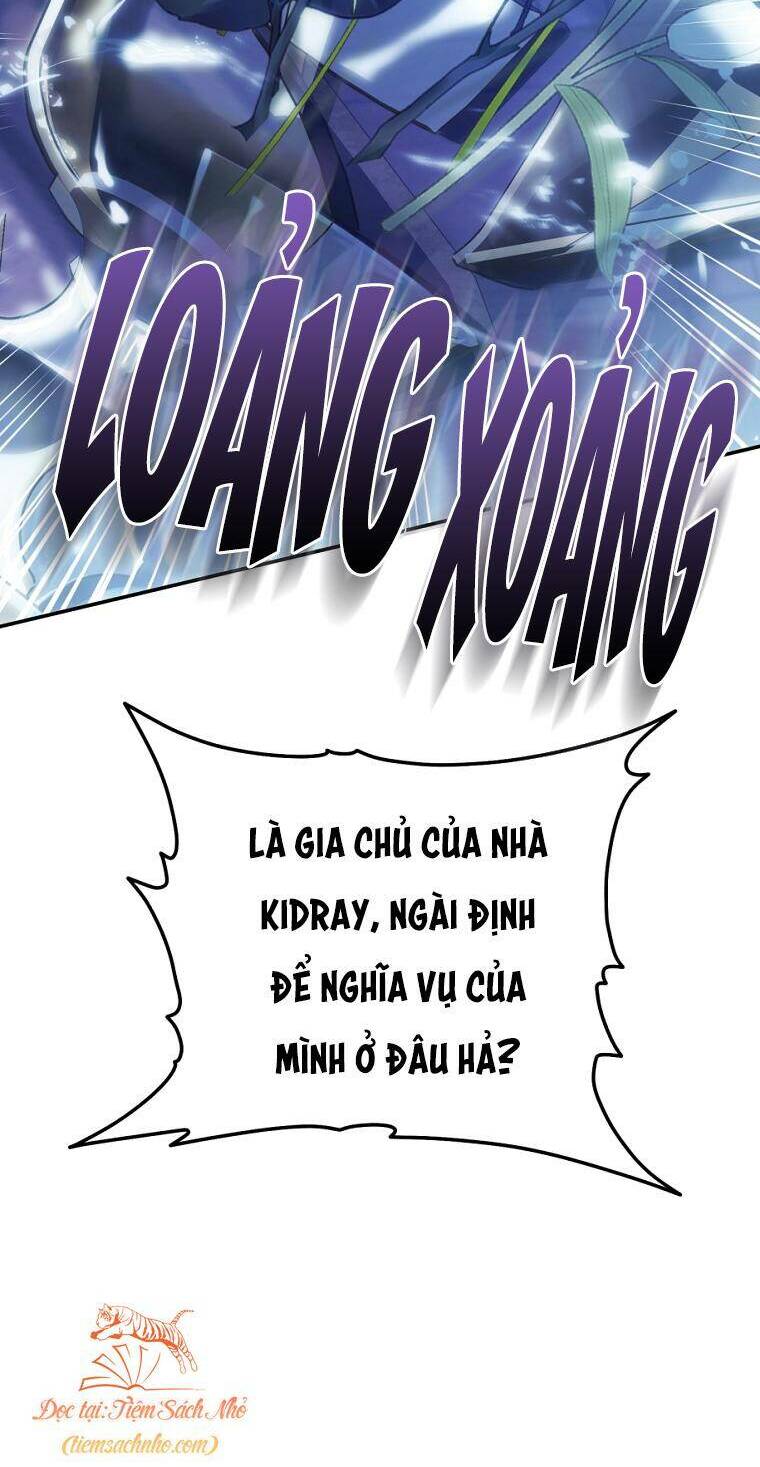 LOẢNG XOẢNG
LÀ GIA CHỦ CỦA NHÀ
KIDRAY, NGÀI ĐỊNH
ĐỂ NGHĨA VỤ CỦA
MÌNH Ở ĐÂU HẢ?
Đọc tại: Tiệm Sách Nhỏ
(tiemsachnho.com)